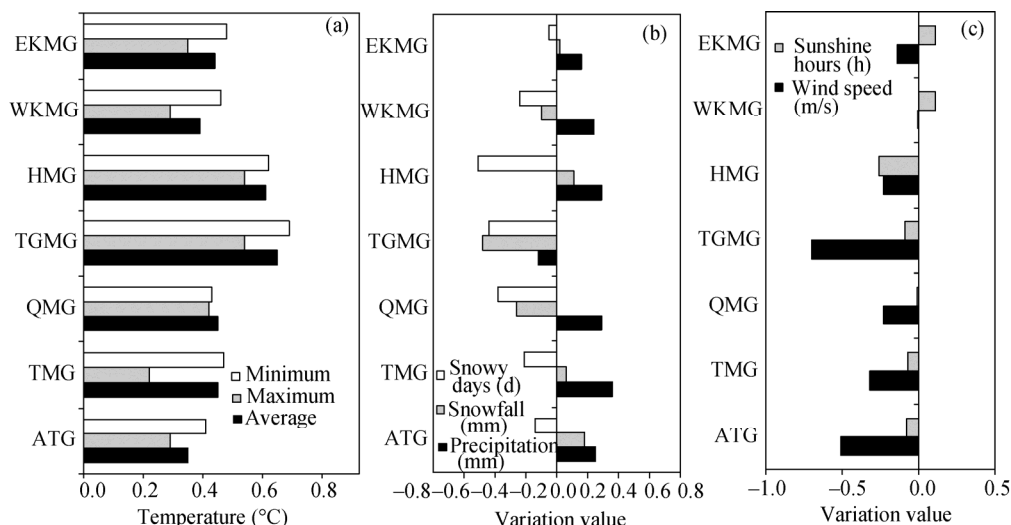 (a)
EKMG
WKMG
HMG
TGMG
QMG
TMG
ATG
Minimum
Maximum
Average
0.0 0.2 0.4 0.6 0.8
Temperature (°C)
(b)
EKMG
WKMG
HMG
TGMG
QMG
TMG
ATG
Snowy
days (d)
Snowfall
(mm)
Precipitation
(mm)
−0.8 −0.6 −0.4 −0.2 0.0 0.2 0.4 0.6 0.8
Variation value
(c)
Sunshine
hours (h)
Wind speed
(m/s)
EKMG
WKMG
HMG
TGMG
QMG
TMG
ATG
−1.0 −0.5 0.0 0.5
Variation value